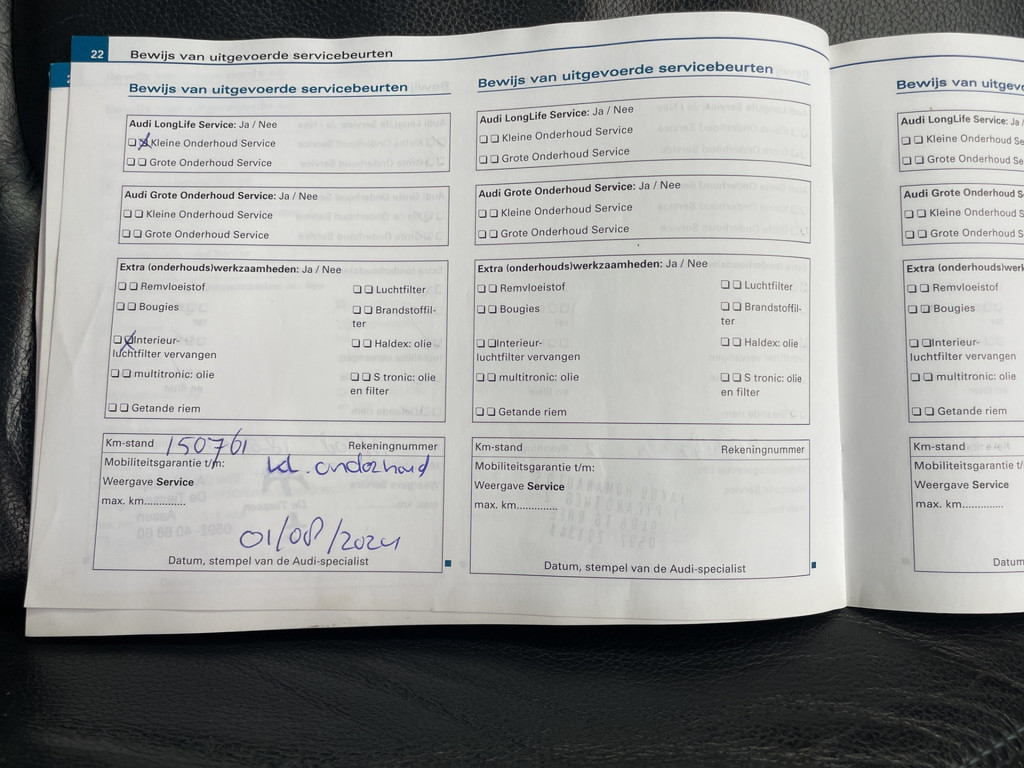 22 Bewijs van uitgevoerde servicebeurten
Bewijs van uitgevoerde servicebeurten
Audi LongLife Service: Ja / Nee
Kleine Onderhoud Service
Grote Onderhoud Service
Audi Grote Onderhoud Service: Ja / Nee
Kleine Onderhoud Service
Grote Onderhoud Service
Extra (onderhouds)werkzaamheden: Ja / Nee
Remvloeistof Luchtfilter
Bougies Brandstoffil-
ter
Interieur- Haldex: olie
luchtfilter vervangen
multitronic: olie S tronic: olie
en filter
Getande riem
Km-stand 150761 Rekeningnummer
Mobiliteitsgarantie t/m: kl. onderhoud
Weergave Service
max. km..............
01/08/2024
Datum, stempel van de Audi-specialist
Bewijs van uitgevoerde servicebeurten
Audi LongLife Service: Ja / Nee
Kleine Onderhoud Service
Grote Onderhoud Service
Audi Grote Onderhoud Service: Ja / Nee
Kleine Onderhoud Service
Grote Onderhoud Service
Extra (onderhouds)werkzaamheden: Ja / Nee
Remvloeistof Luchtfilter
Bougies Brandstoffil-
ter
Interieur- Haldex: olie
luchtfilter vervangen
multitronic: olie S tronic: olie
en filter
Getande riem
Km-stand Rekeningnummer
Mobiliteitsgarantie t/m:
Weergave Service
max. km..............
Datum, stempel van de Audi-specialist
Bewijs van uitgevo
Audi LongLife Service: Ja /
Kleine Onderhoud Se
Grote Onderhoud Se
Audi Grote Onderhoud S
Kleine Onderhoud S
Grote Onderhoud S
Extra (onderhouds)werk
Remvloeistof
Bougies
Interieur-
luchtfilter vervangen
multitronic: olie
Getande riem
Km-stand
Mobiliteitsgarantie t/
Weergave Service
max. km..............
Datum